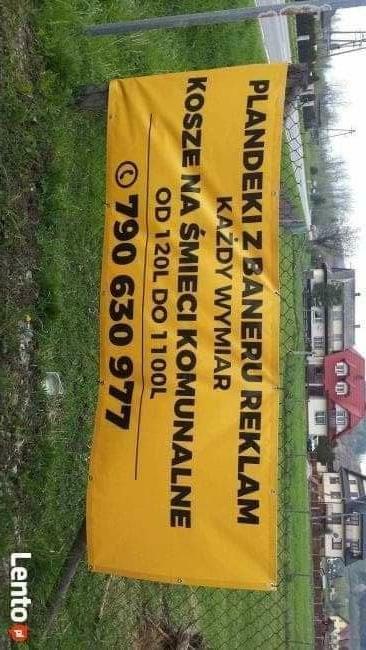 PLANDEKI Z BANERU REKLAM
KAŻDY WYMIAR
KOSZE NA ŚMIECI KOMUNALNE
OD 120L DO 1100L
790 630 977
Lento.pl